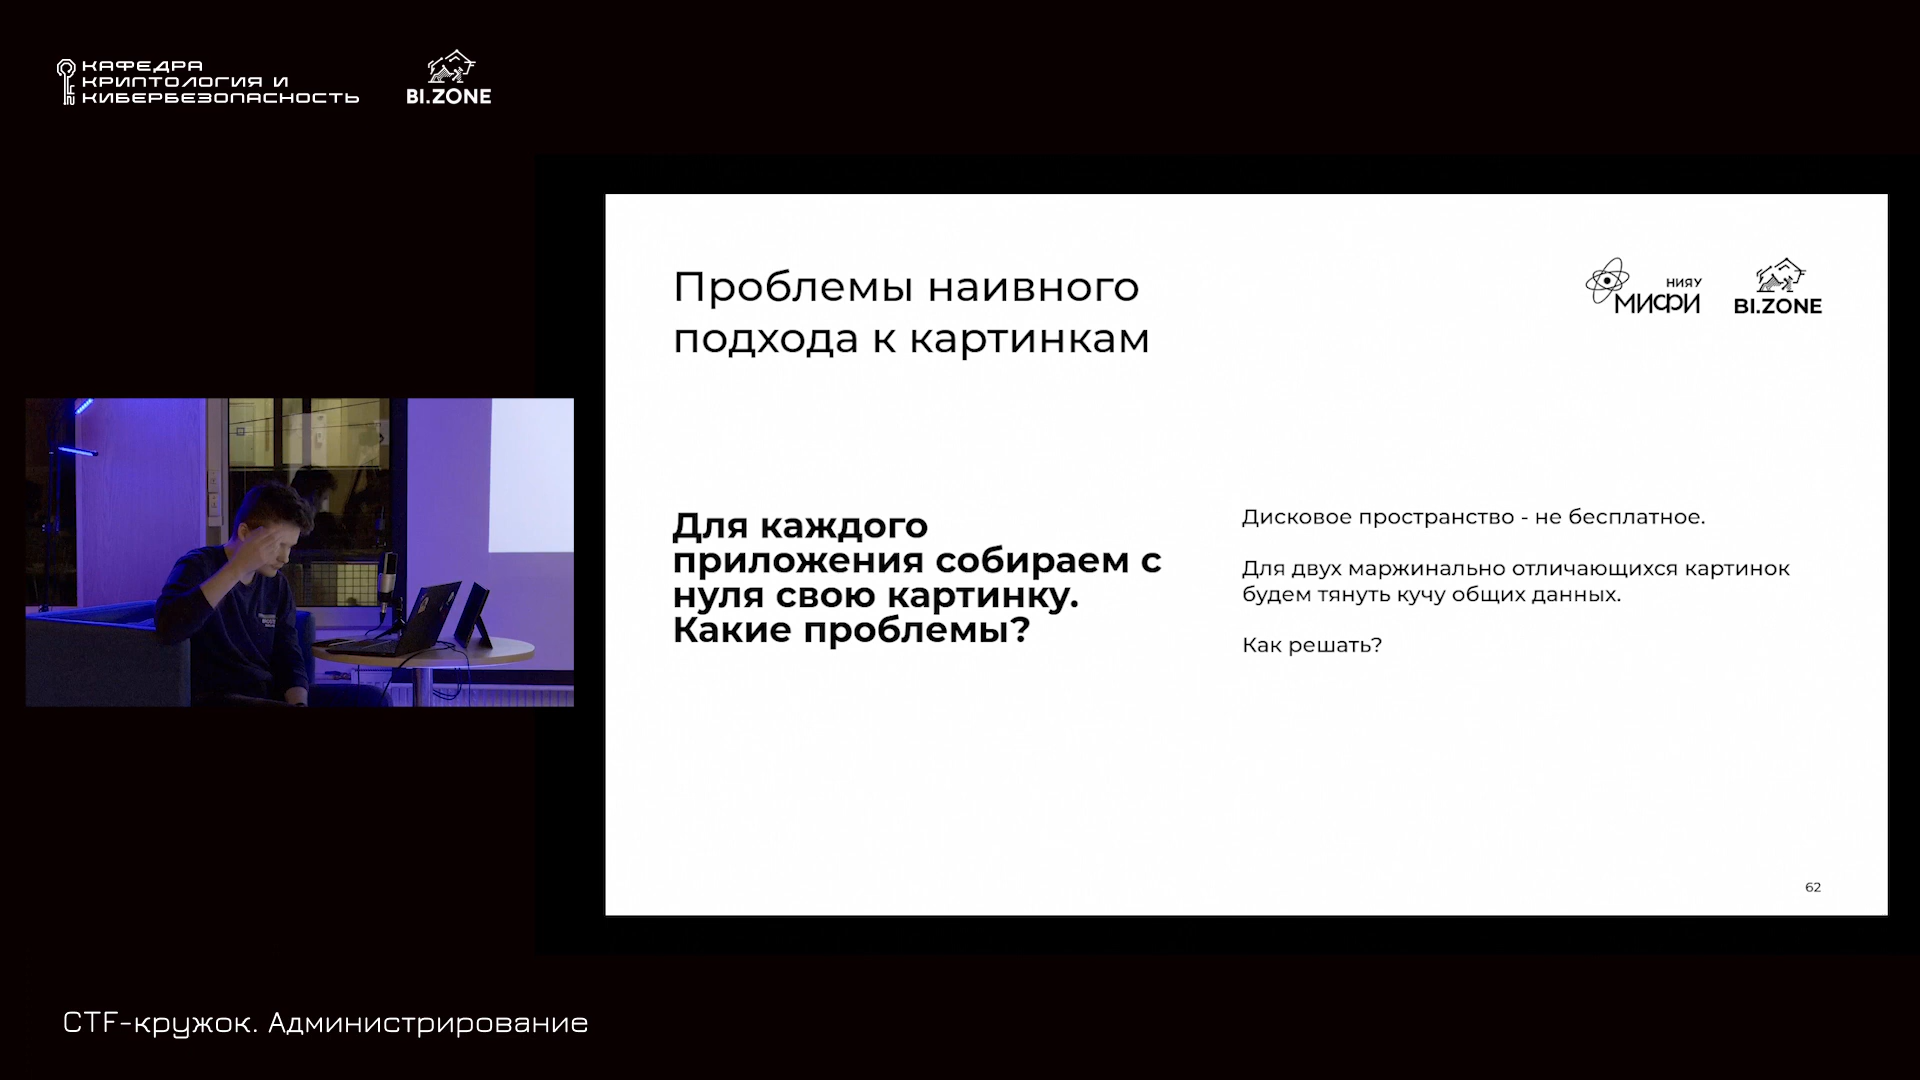 КАФЕДРА
КРИПТОЛОГИЯ И
КИБЕРБЕЗОПАСНОСТЬ
BI.ZONE
Проблемы наивного
подхода к картинкам
НИЯУ
МИФИ
BI.ZONE
Для каждого
приложения собираем с
нуля свою картинку.
Какие проблемы?
Дисковое пространство - не бесплатное.
Для двух маржинально отличающихся картинок
будем тянуть кучу общих данных.
Как решать?
62
CTF-кружок. Администрирование